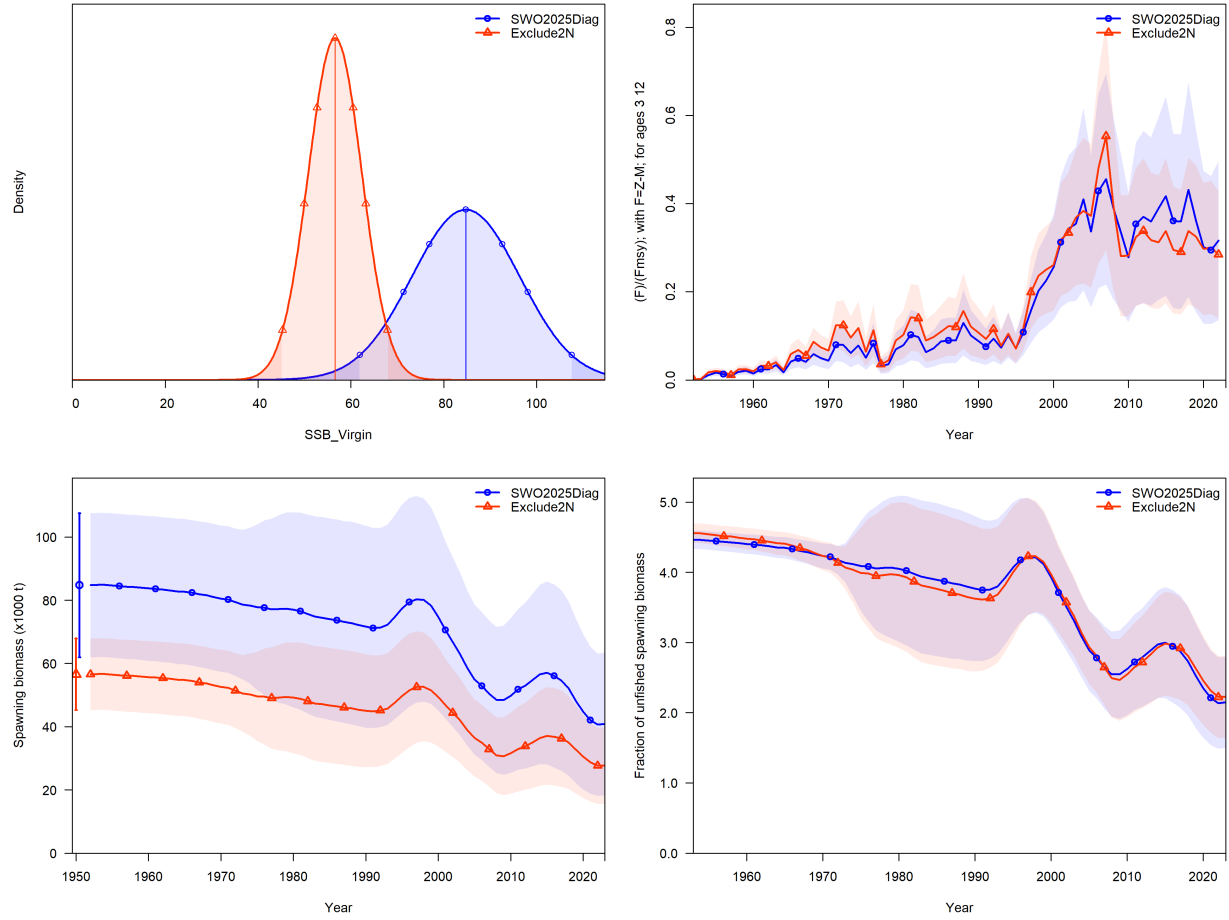 SWO2025Diag
Exclude2N
Density
0 20 40 60 80 100
SSB_Virgin
SWO2025Diag
Exclude2N
(F)/(Fmsy); with F=Z-M; for ages 3 12
0.8
0.6
0.4
0.2
0.0
1960 1970 1980 1990 2000 2010 2020
Year
SWO2025Diag
Exclude2N
Spawning biomass (x1000 t)
100
80
60
40
20
0
1950 1960 1970 1980 1990 2000 2010 2020
Year
SWO2025Diag
Exclude2N
Fraction of unfished spawning biomass
5.0
4.0
3.0
2.0
1.0
0.0
1960 1970 1980 1990 2000 2010 2020
Year